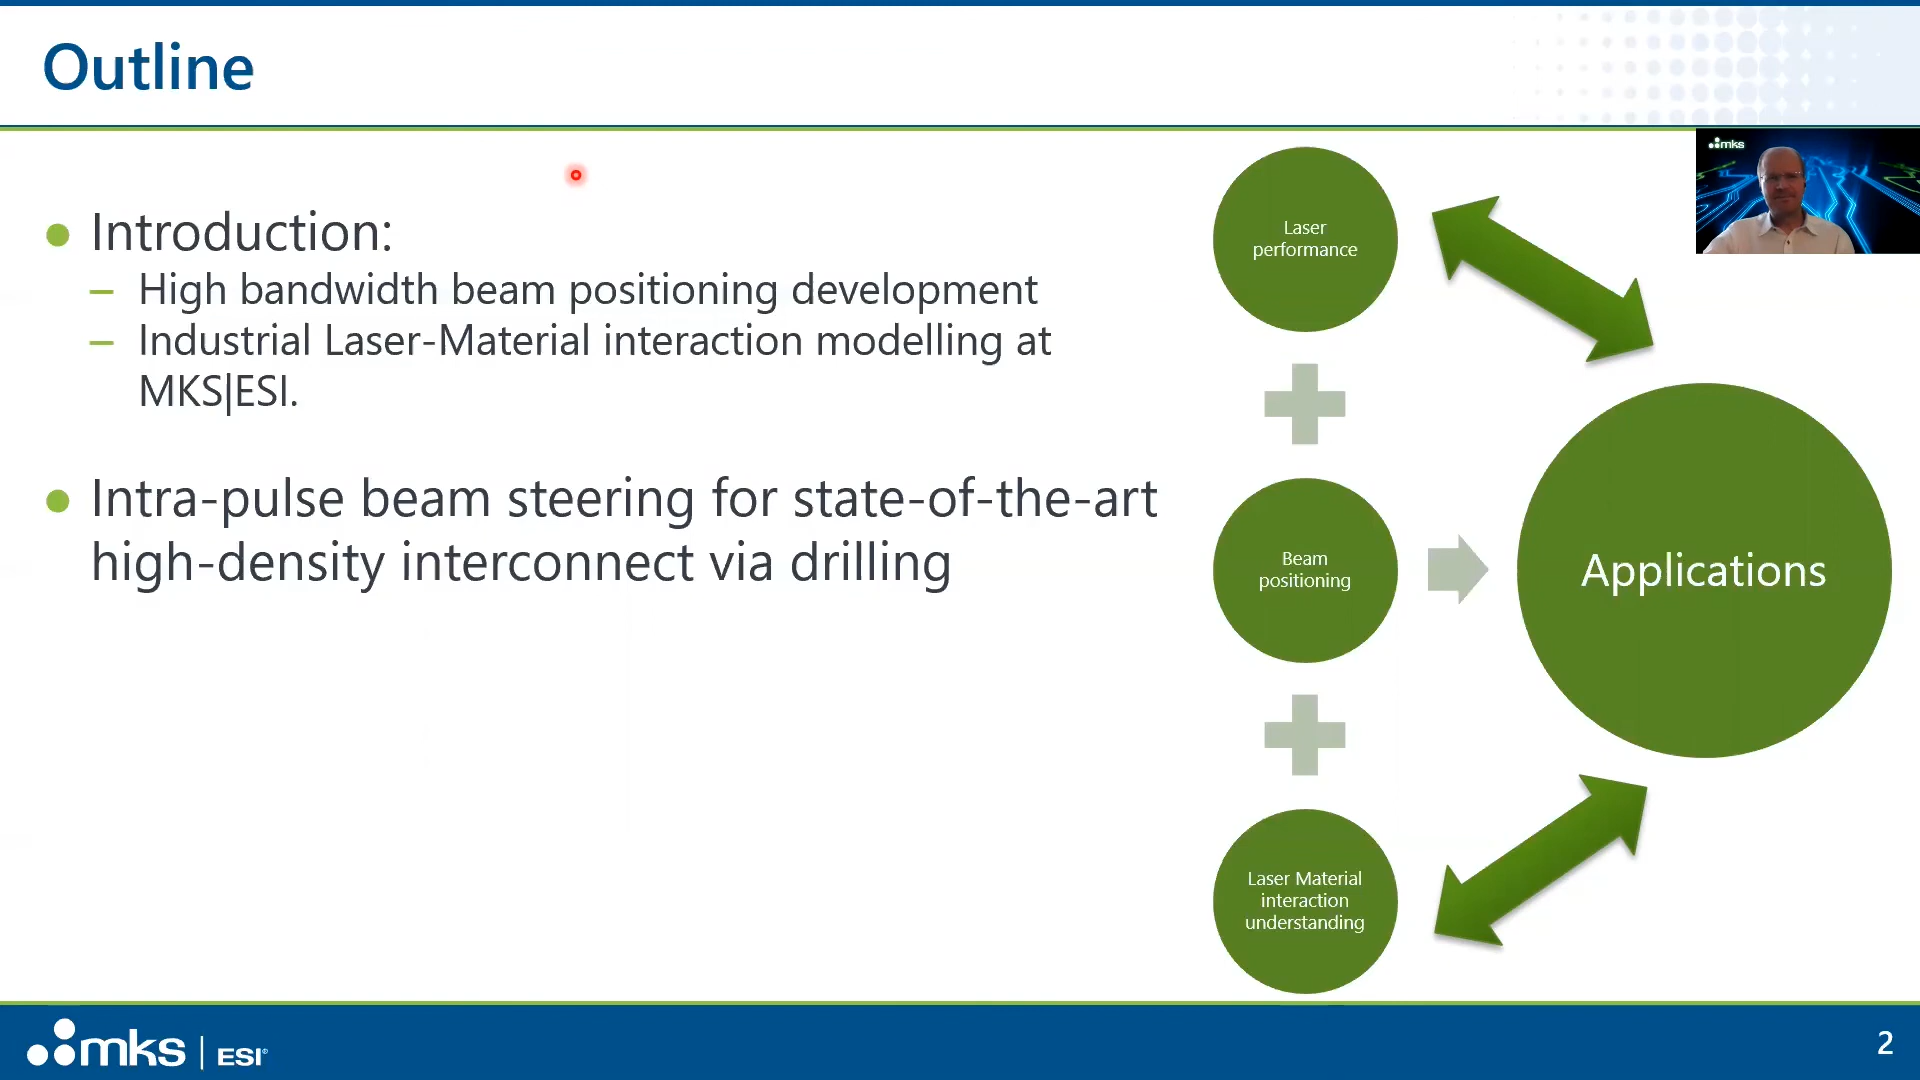 Outline
Introduction:
– High bandwidth beam positioning development
– Industrial Laser-Material interaction modelling at
MKS|ESI.
Intra-pulse beam steering for state-of-the-art
high-density interconnect via drilling
Laser
performance
Beam
positioning
Laser Material
interaction
understanding
Applications
mks
mks | ESI®
2